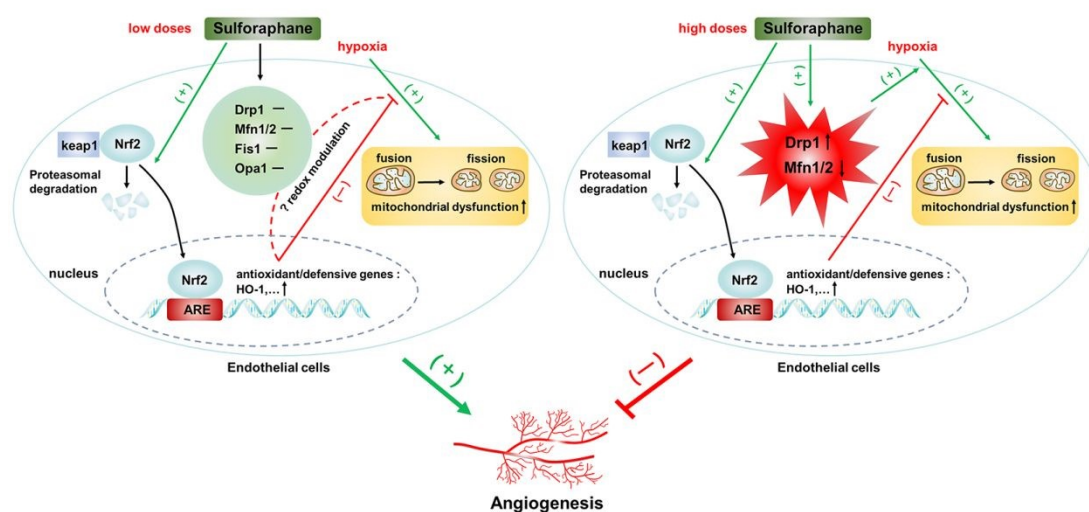 low doses
Sulforaphane
hypoxia
(+)
(+)
Drp1 —
Mfn1/2 —
Fis1 —
Opa1 —
keap1
Nrf2
Proteasomal
degradation
? redox modulation
(—)
fusion
fission
mitochondrial dysfunction ↑
nucleus
Nrf2
ARE
antioxidant/defensive genes :
HO-1,... ↑
Endothelial cells
high doses
Sulforaphane
hypoxia
(+)
(+)
(+)
(+)
Drp1 ↑
Mfn1/2 ↓
keap1
Nrf2
Proteasomal
degradation
(—)
fusion
fission
mitochondrial dysfunction ↑
nucleus
Nrf2
ARE
antioxidant/defensive genes :
HO-1,... ↑
Endothelial cells
(+)
(—)
Angiogenesis